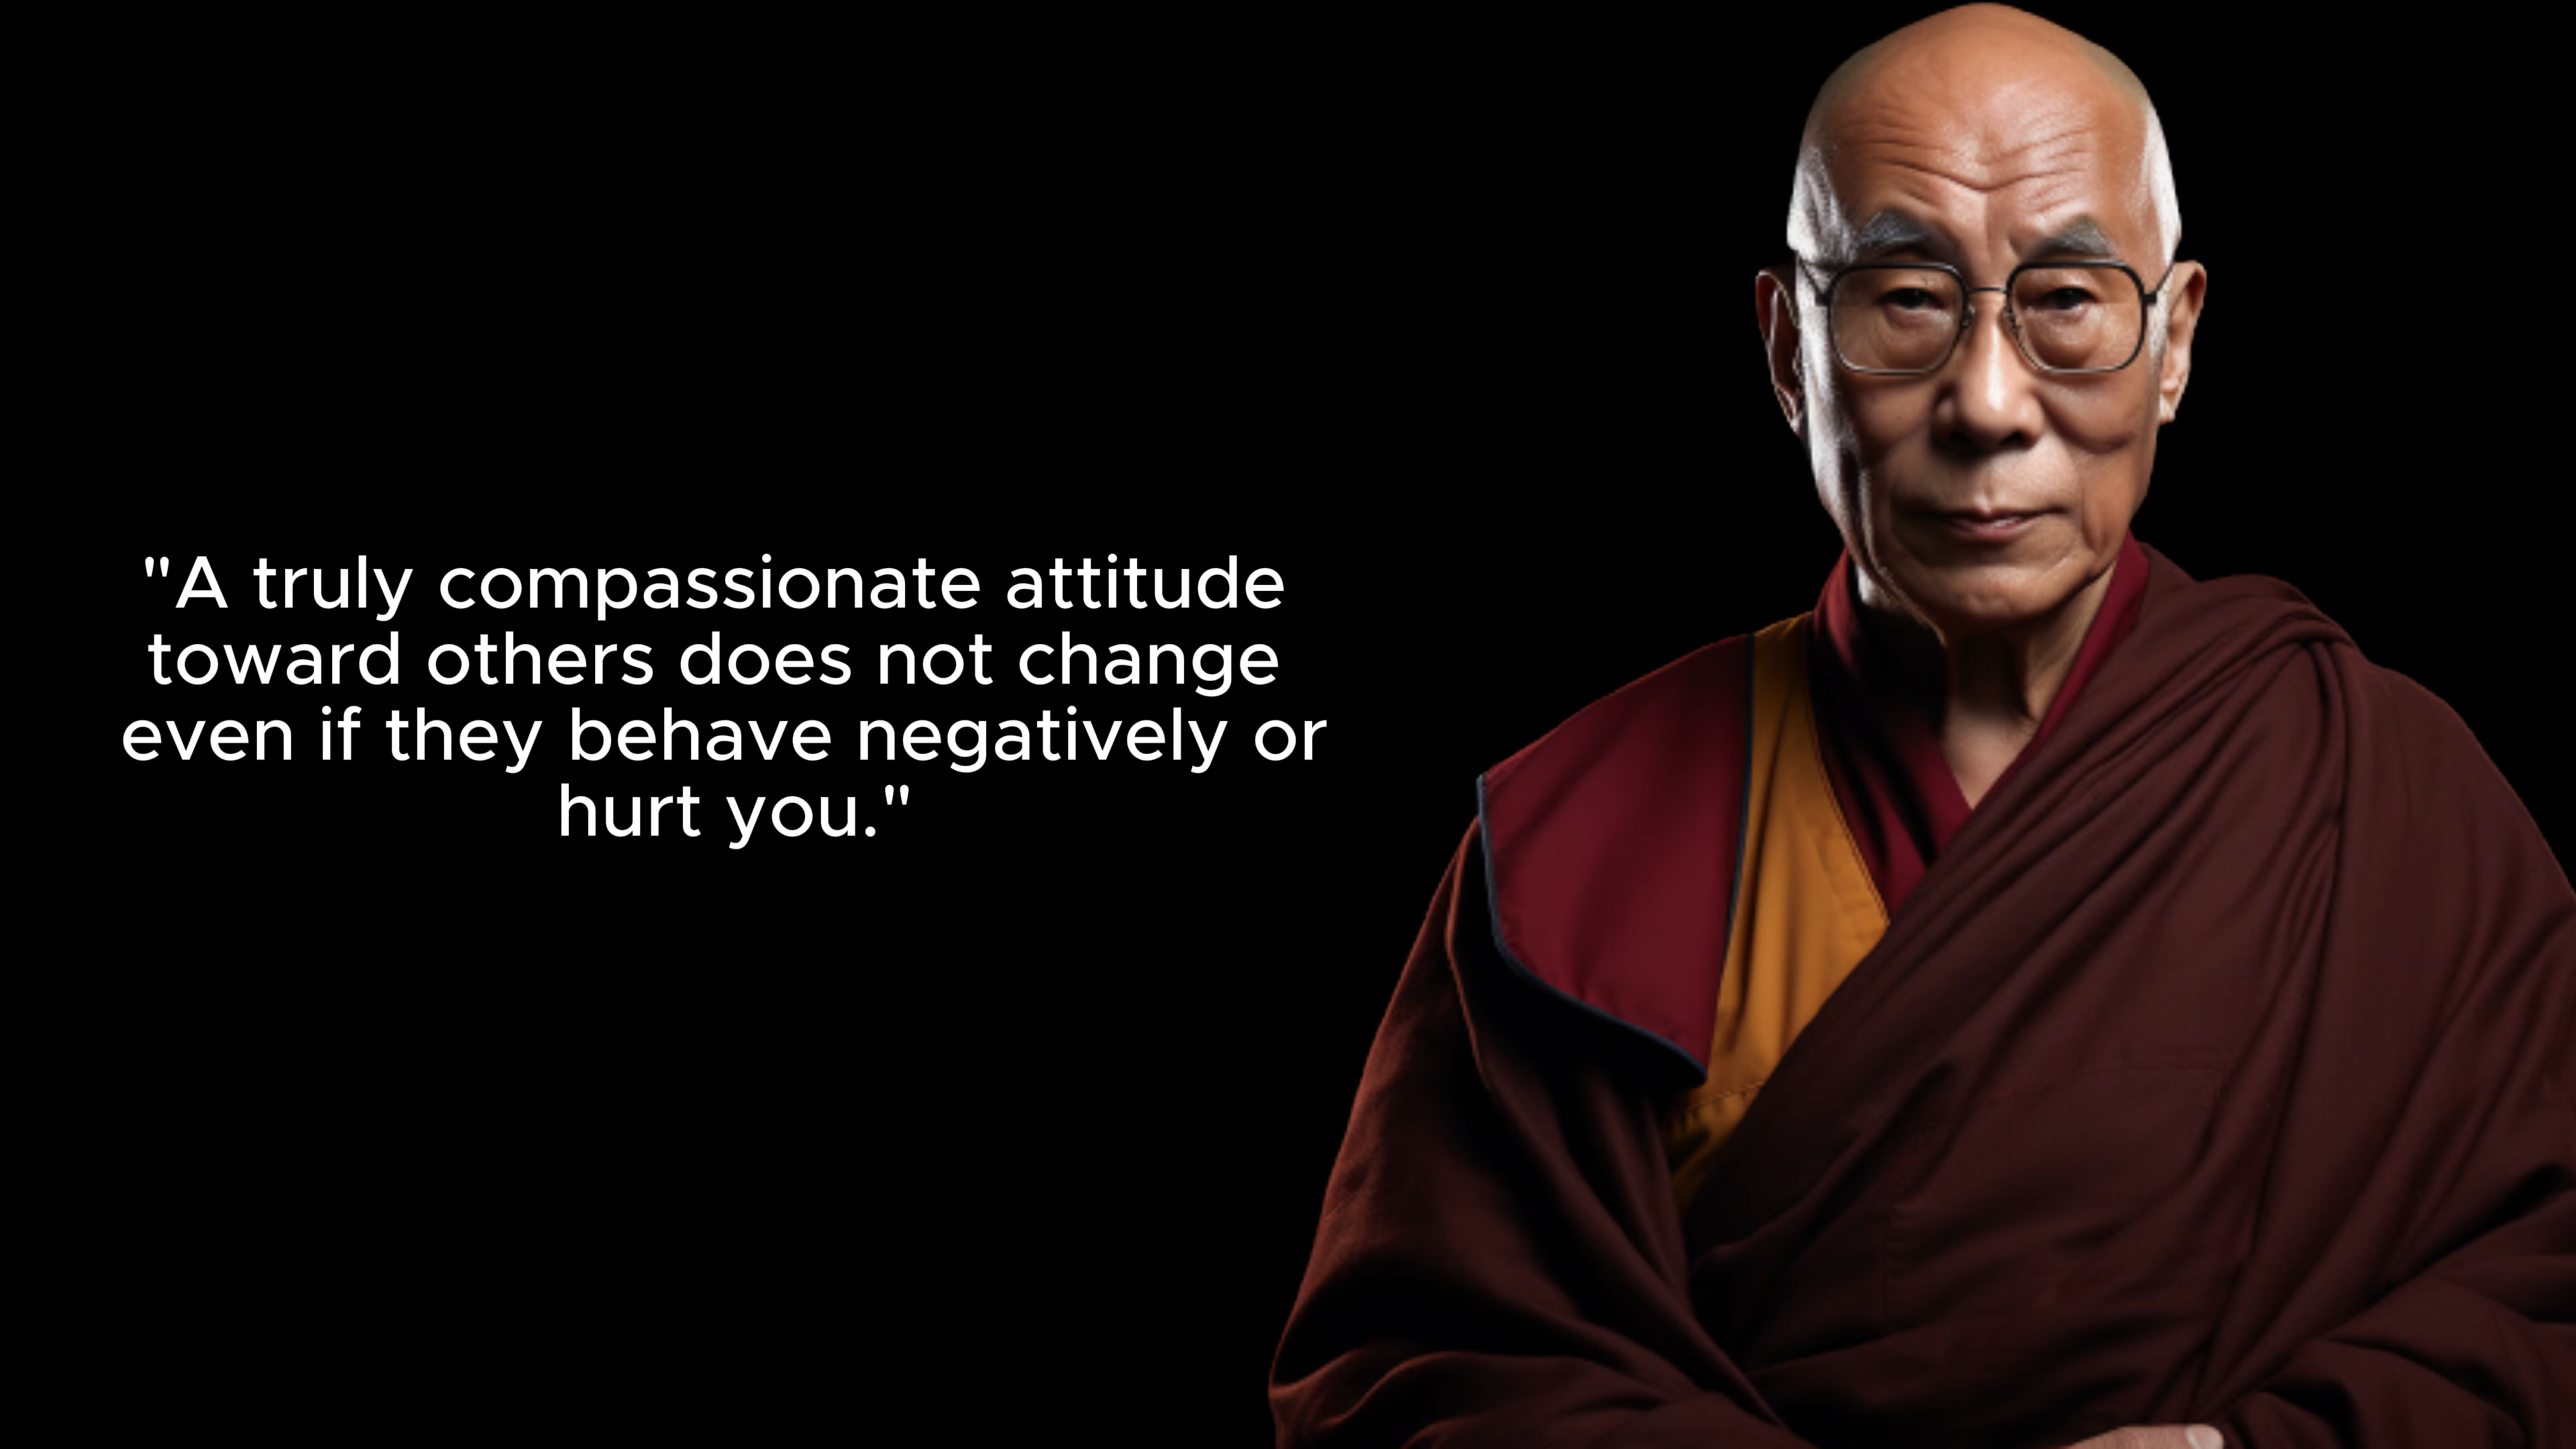 "A truly compassionate attitude
toward others does not change
even if they behave negatively or
hurt you."